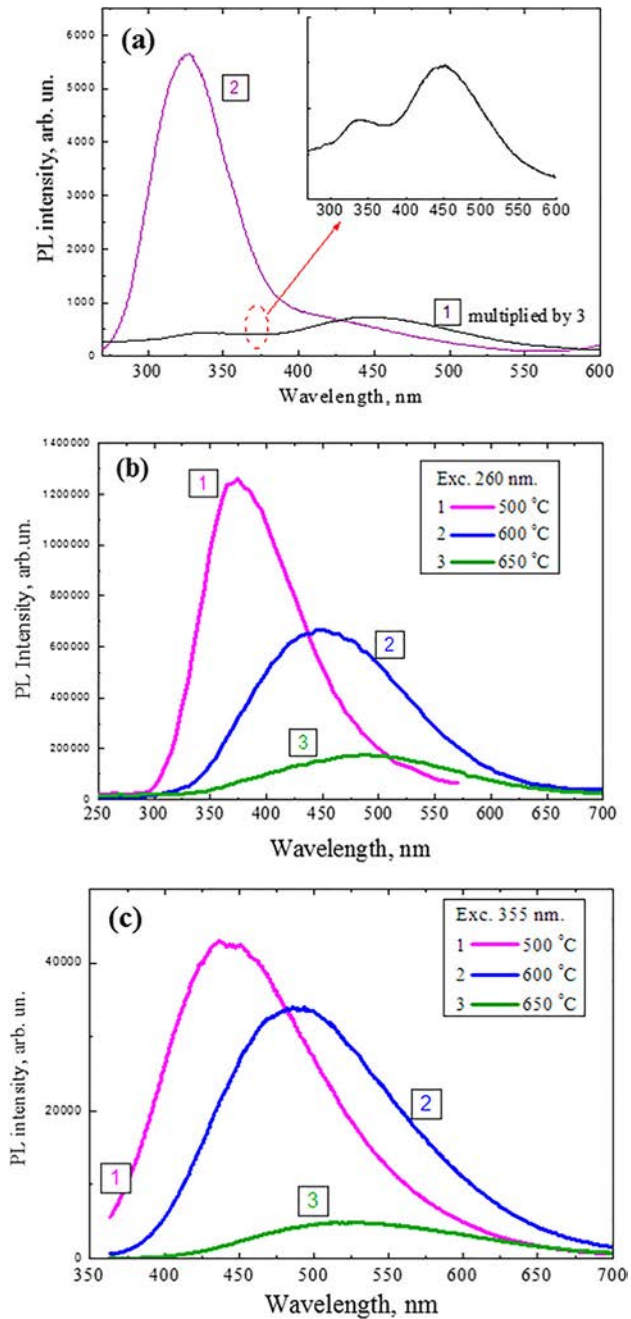 (a)
6000
5000
4000
3000
2000
1000
0
PL intensity, arb. un.
2
300 350 400 450 500 550 600
1 multiplied by 3
300 350 400 450 500 550 600
Wavelength, nm
(b)
1400000
1200000
1000000
800000
600000
400000
200000
0
PL Intensity, arb.un.
Exc. 260 nm.
1 500 °C
2 600 °C
3 650 °C
1
2
3
250 300 350 400 450 500 550 600 650 700
Wavelength, nm
(c)
40000
20000
0
PL intensity, arb. un.
Exc. 355 nm.
1 500 °C
2 600 °C
3 650 °C
1
2
3
350 400 450 500 550 600 650 700
Wavelength, nm